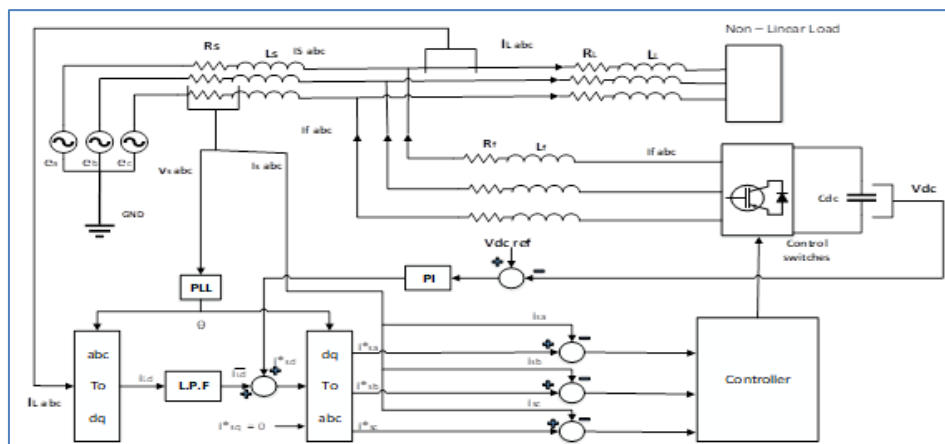 Non – Linear Load
Rs Ls IS abc IL abc RL LL
If abc
Rf Lf If abc
ea eb ec
Vs abc Is abc
GND
Cdc Vdc
Control
switches
Vdc ref
PI
PLL
θ
isa
abc
To
dq
iLd
L.P.F
iLd
i*sd
dq
To
abc
i*sa
isb
i*sb
isc
i*sc
Controller
IL abc
i*sq = 0